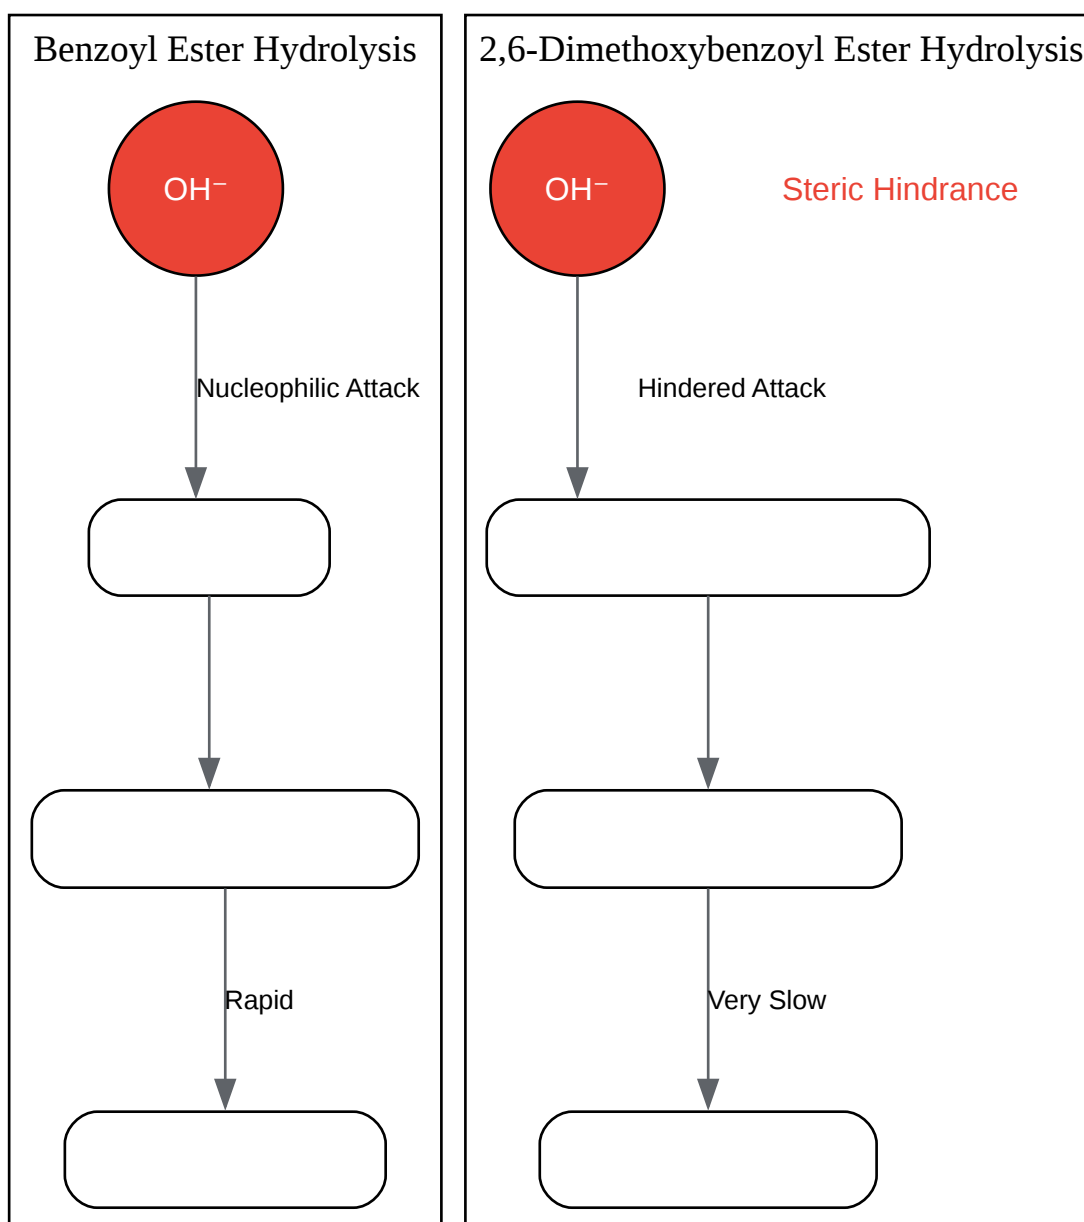 Benzoyl Ester Hydrolysis
OH⁻
Nucleophilic Attack
Rapid
2,6-Dimethoxybenzoyl Ester Hydrolysis
OH⁻
Steric Hindrance
Hindered Attack
Very Slow